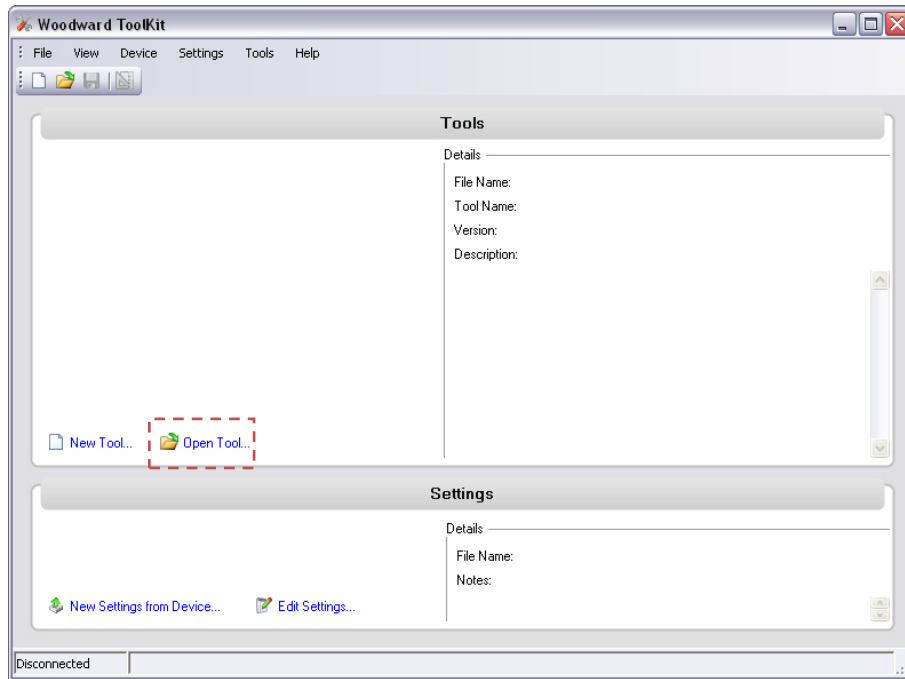 Woodward ToolKit
File View Device Settings Tools Help
Tools
Details
File Name:
Tool Name:
Version:
Description:
New Tool... Open Tool...
Settings
Details
File Name:
Notes:
New Settings from Device... Edit Settings...
Disconnected